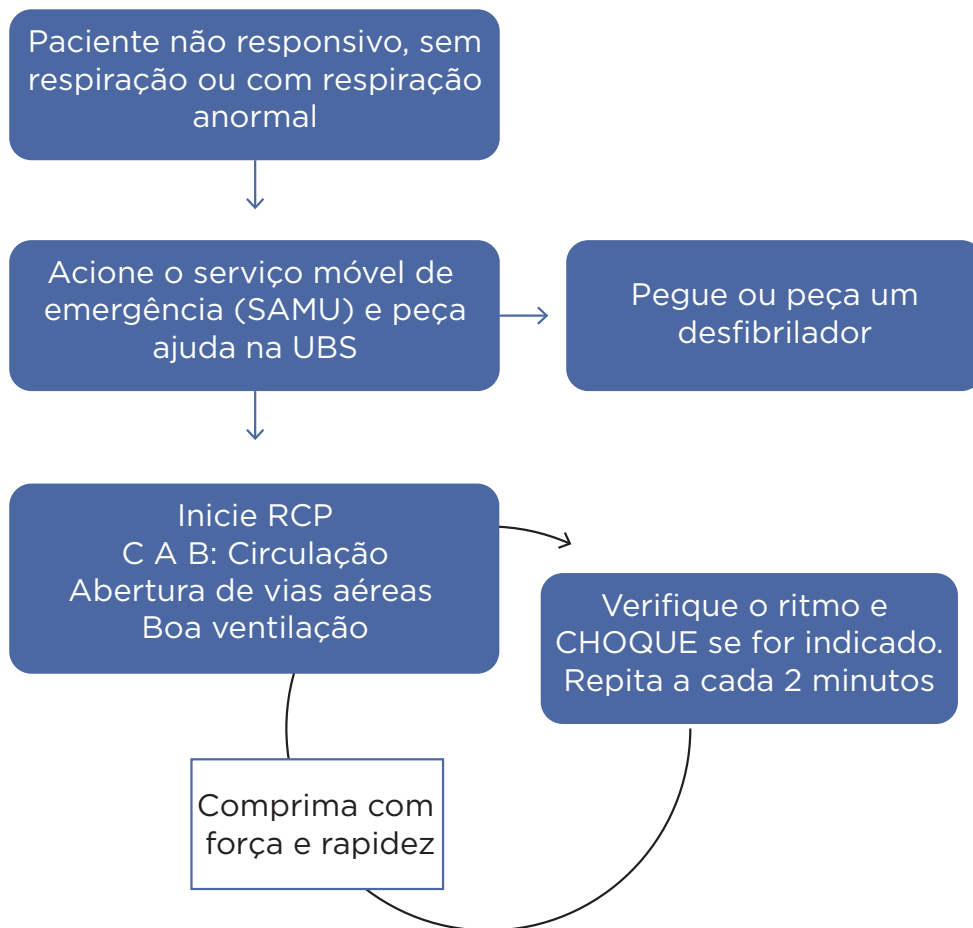 Paciente não responsivo, sem
respiração ou com respiração
anormal
Acione o serviço móvel de
emergência (SAMU) e peça
ajuda na UBS
Pegue ou peça um
desfibrilador
Inicie RCP
C A B: Circulação
Abertura de vias aéreas
Boa ventilação
Verifique o ritmo e
CHOQUE se for indicado.
Repita a cada 2 minutos
Comprima com
força e rapidez